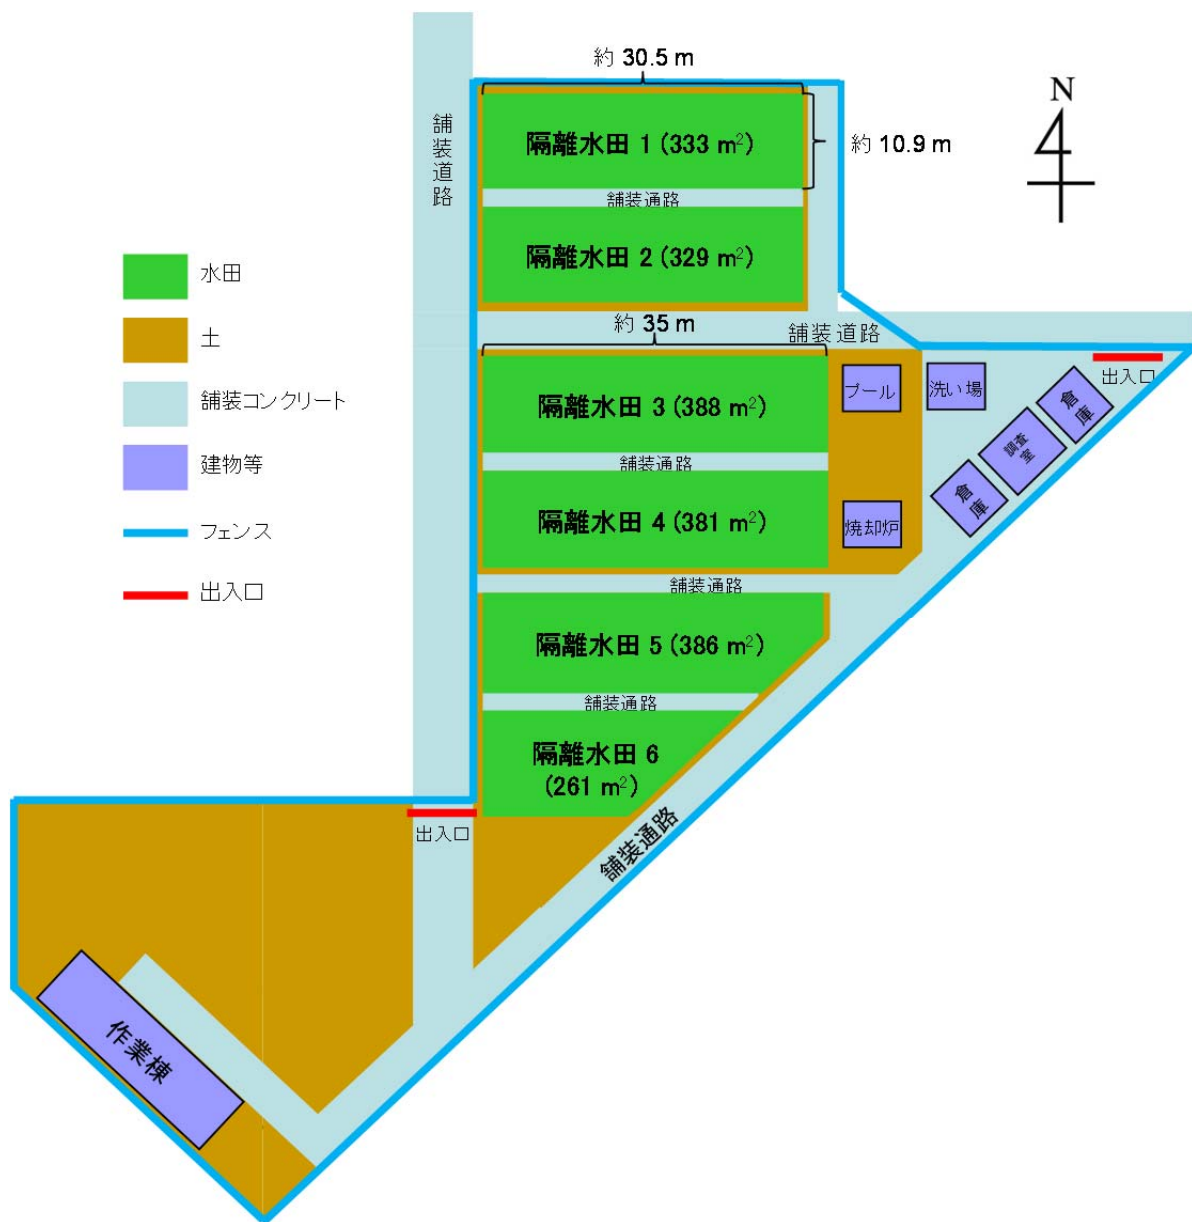 約 30.5 m
N
舗装道路
隔離水田 1 (333 m²)
約 10.9 m
舗装通路
隔離水田 2 (329 m²)
水田
土
舗装コンクリート
建物等
フェンス
出入口
約 35 m
舗装道路
隔離水田 3 (388 m²)
プール
洗い場
出入口
倉庫
調査室
倉庫
舗装通路
隔離水田 4 (381 m²)
焼却炉
舗装通路
隔離水田 5 (386 m²)
舗装通路
隔離水田 6
(261 m²)
出入口
舗装通路
作業棟